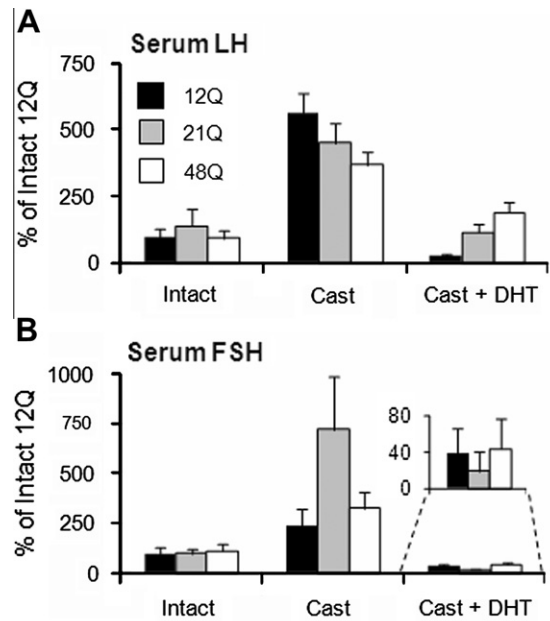 A
Serum LH
% of Intact 12Q
750
500
250
0
12Q
21Q
48Q
Intact Cast Cast + DHT
B
Serum FSH
% of Intact 12Q
1000
750
500
250
0
80
40
0
Intact Cast Cast + DHT